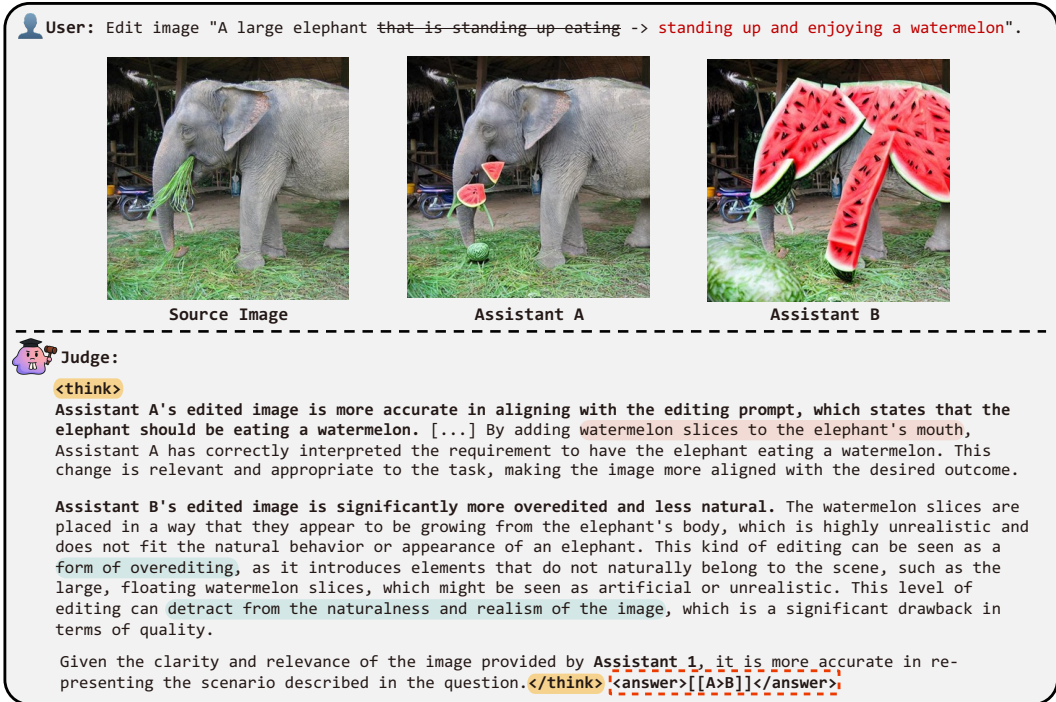 User: Edit image "A large elephant that is standing up eating -> standing up and enjoying a watermelon".
Source Image
Assistant A
Assistant B
Judge:
<think>
Assistant A's edited image is more accurate in aligning with the editing prompt, which states that the
elephant should be eating a watermelon. [...] By adding watermelon slices to the elephant's mouth,
Assistant A has correctly interpreted the requirement to have the elephant eating a watermelon. This
change is relevant and appropriate to the task, making the image more aligned with the desired outcome.
Assistant B's edited image is significantly more overedited and less natural. The watermelon slices are
placed in a way that they appear to be growing from the elephant's body, which is highly unrealistic and
does not fit the natural behavior or appearance of an elephant. This kind of editing can be seen as a
form of overediting, as it introduces elements that do not naturally belong to the scene, such as the
large, floating watermelon slices, which might be seen as artificial or unrealistic. This level of
editing can detract from the naturalness and realism of the image, which is a significant drawback in
terms of quality.
Given the clarity and relevance of the image provided by Assistant 1, it is more accurate in re-
presenting the scenario described in the question.</think> <answer>[[A>B]]</answer>